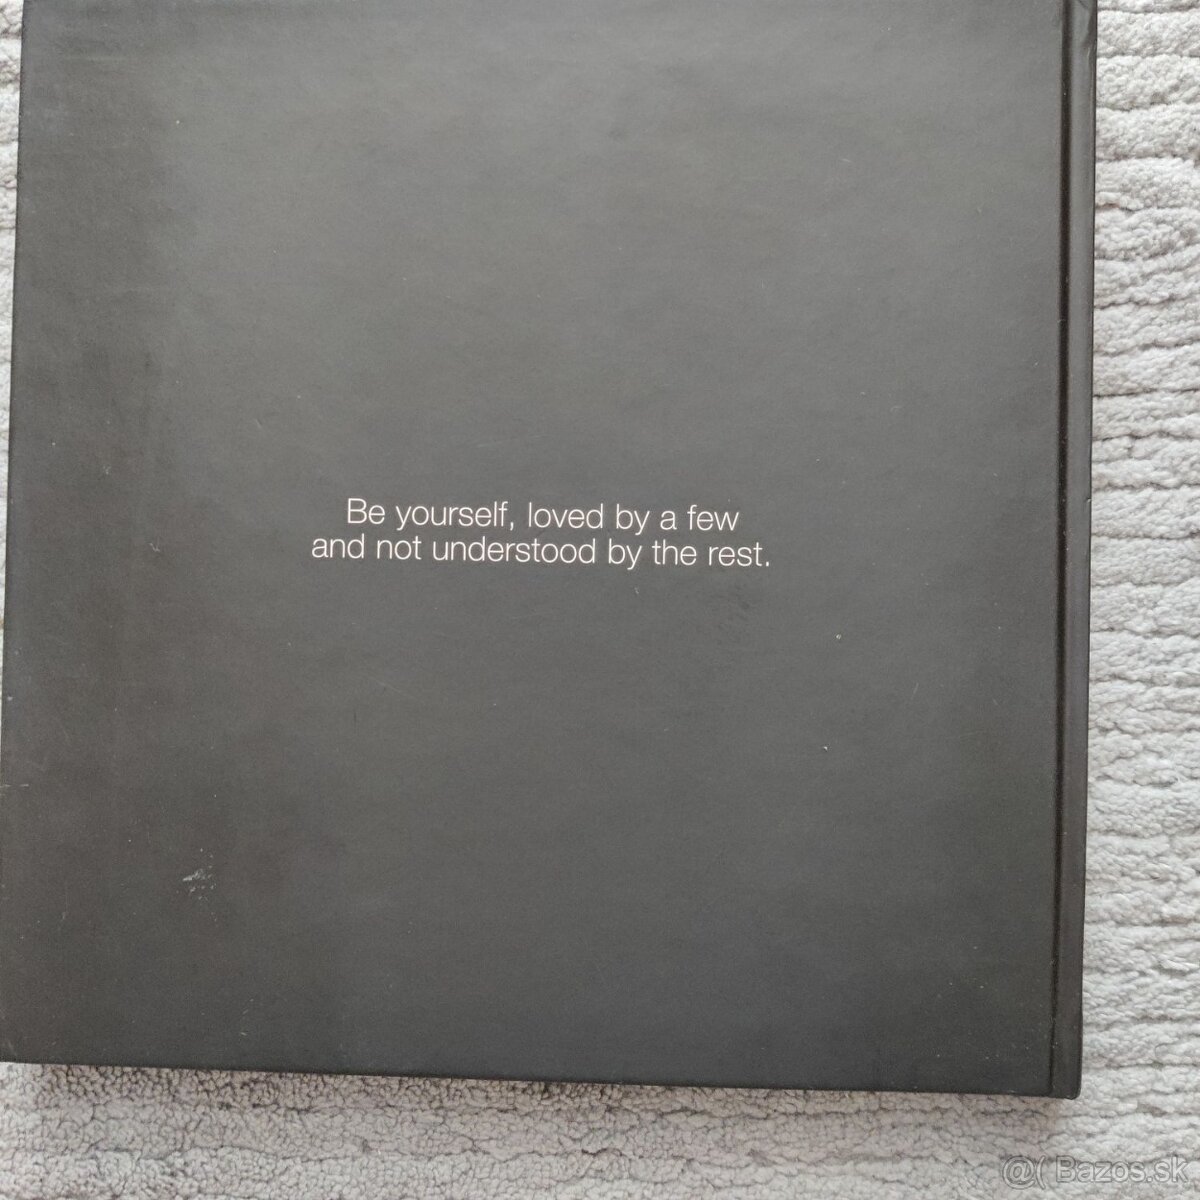 Be yourself, loved by a few
and not understood by the rest.
@( Bazos.sk